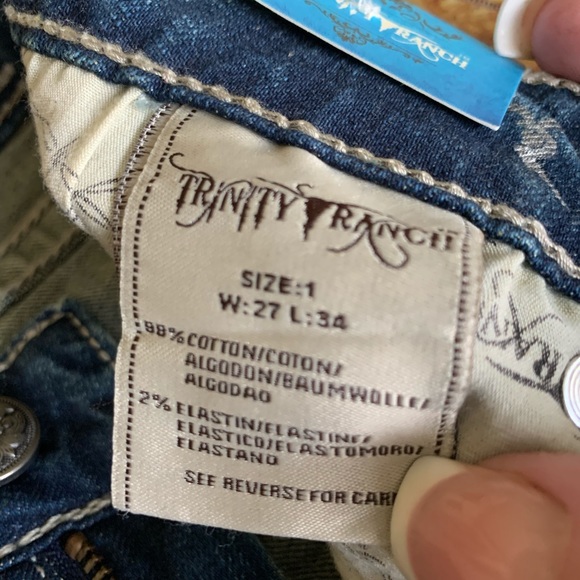 RANCH
TRINITY RANCH
SIZE:1
W:27 L:34
98% COTTON/COTON/
ALGODON/BAUMWOLLE/
ALGODAO
2% ELASTIN/ELASTINE/
ELASTICO/ELASTOMORO/
ELASTANO
SEE REVERSE FOR CARE